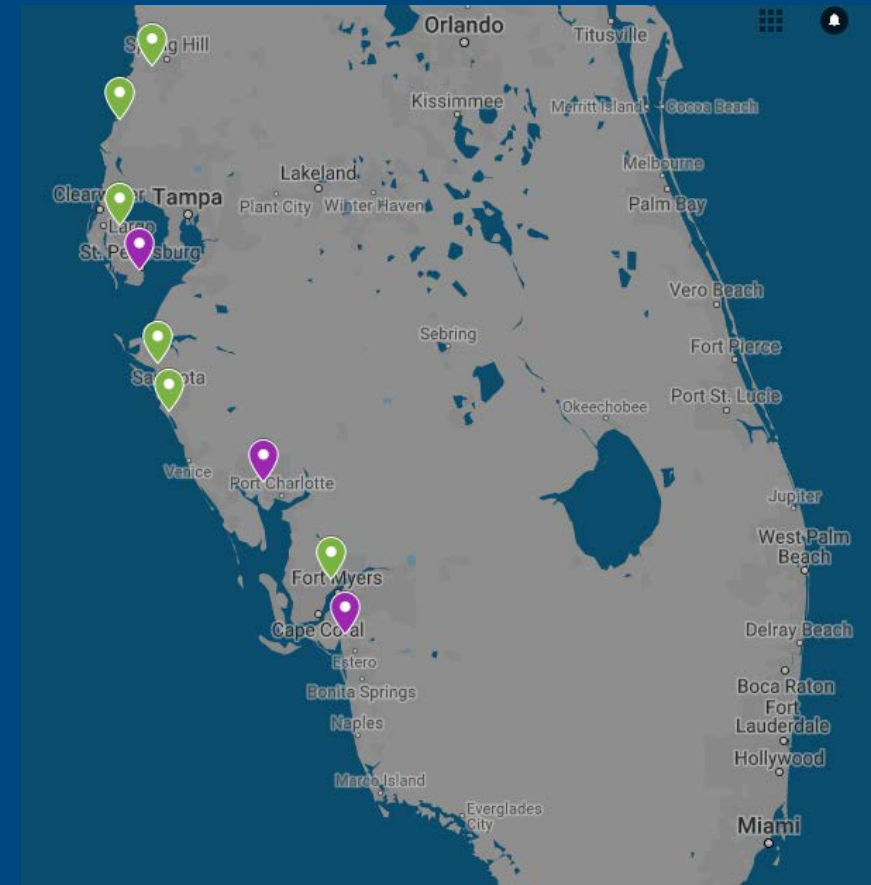 Orlando
Titusville
Spring Hill
Kissimmee
Merritt Island
Cocoa Beach
Melbourne
Lakeland
Clearwater
Tampa
Plant City
Winter Haven
Palm Bay
Largo
St. Petersburg
Vero Beach
Sebring
Fort Pierce
Sarasota
Port St. Lucie
Okeechobee
Venice
Port Charlotte
Jupiter
West Palm
Beach
Fort Myers
Cape Coral
Delray Beach
Estero
Boca Raton
Bonita Springs
Fort
Lauderdale
Naples
Hollywood
Marco Island
Everglades
City
Miami